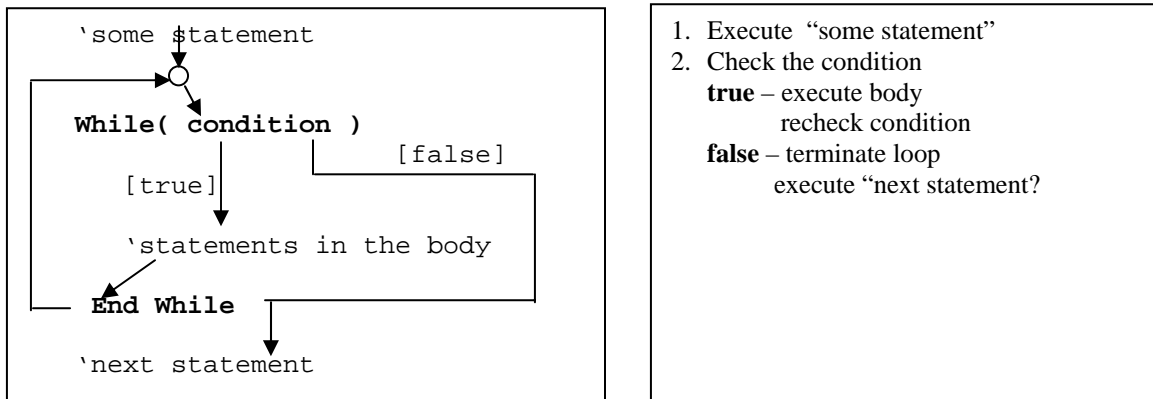 ‘some statement
While( condition )
[false]
[true]
‘statements in the body
End While
‘next statement
1. Execute “some statement”
2. Check the condition
true – execute body
recheck condition
false – terminate loop
execute “next statement?